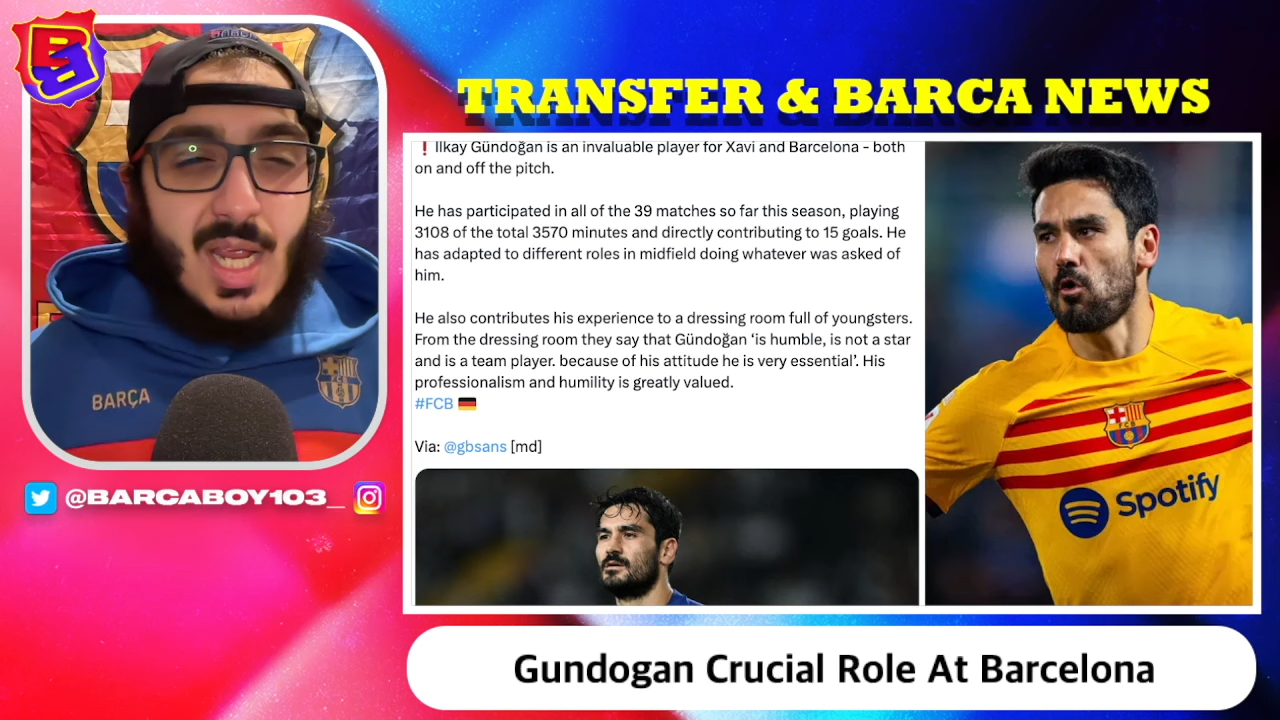 TRANSFER & BARCA NEWS
❗ Ilkay Gündoğan is an invaluable player for Xavi and Barcelona - both
on and off the pitch.
He has participated in all of the 39 matches so far this season, playing
3108 of the total 3570 minutes and directly contributing to 15 goals. He
has adapted to different roles in midfield doing whatever was asked of
him.
He also contributes his experience to a dressing room full of youngsters.
From the dressing room they say that Gündoğan ‘is humble, is not a star
and is a team player. because of his attitude he is very essential’. His
professionalism and humility is greatly valued.
#FCB 🇩🇪
Via: @gbsans [md]
BARÇA
FCB
Spotify
@BARCABOY103_
Gundogan Crucial Role At Barcelona